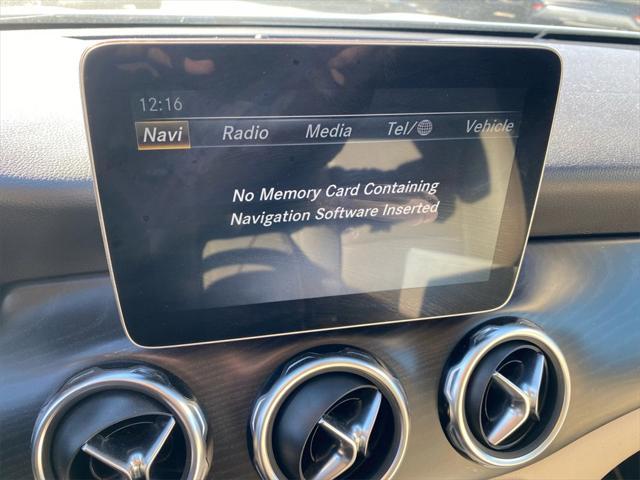 12:16
Navi Radio Media Tel/ Vehicle
No Memory Card Containing
Navigation Software Inserted